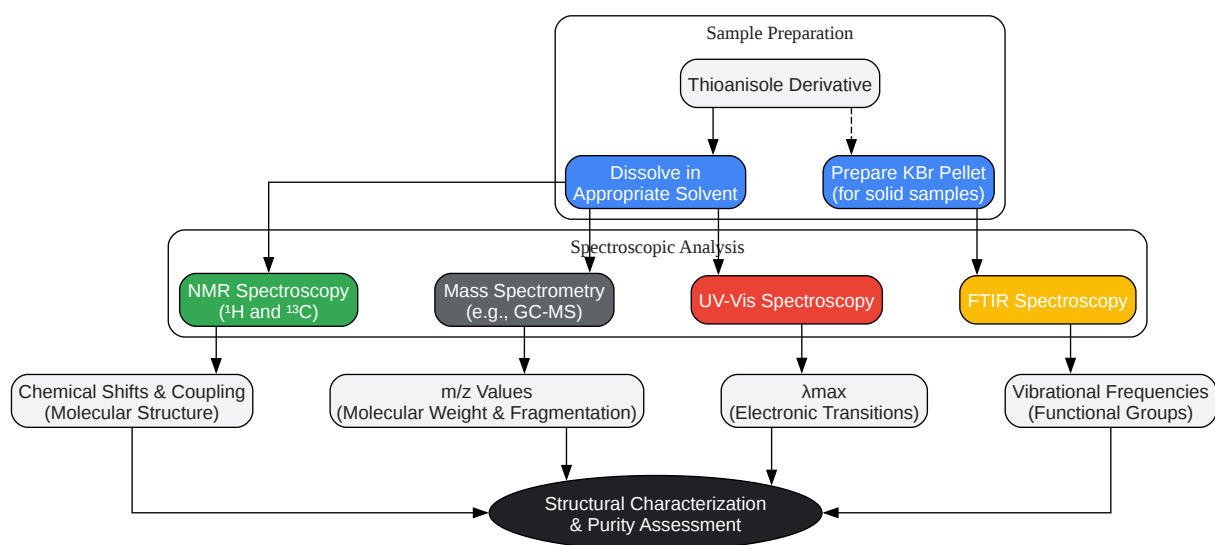 Sample Preparation
Thioanisole Derivative
Dissolve in
Appropriate Solvent
Prepare KBr Pellet
(for solid samples)
Spectroscopic Analysis
NMR Spectroscopy
(¹H and ¹³C)
Mass Spectrometry
(e.g., GC-MS)
UV-Vis Spectroscopy
FTIR Spectroscopy
Chemical Shifts & Coupling
(Molecular Structure)
m/z Values
(Molecular Weight & Fragmentation)
λmax
(Electronic Transitions)
Vibrational Frequencies
(Functional Groups)
Structural Characterization
& Purity Assessment